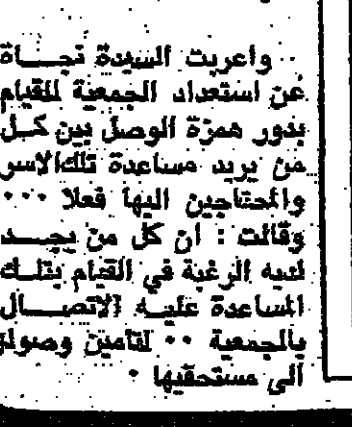 واعربت السيدة نجاة
عن استعداد الجمعية للقيام
بدور همزة الوصل بين كل
من يريد مساعدة تلك الاسر
والمحتاجين اليها فعلا ...
وقالت : ان كل من يجد
لديه الرغبة في القيام بتلك
المساعدة عليه الاتصال
بالجمعية .. لتامين وصولها
الى مستحقيها .